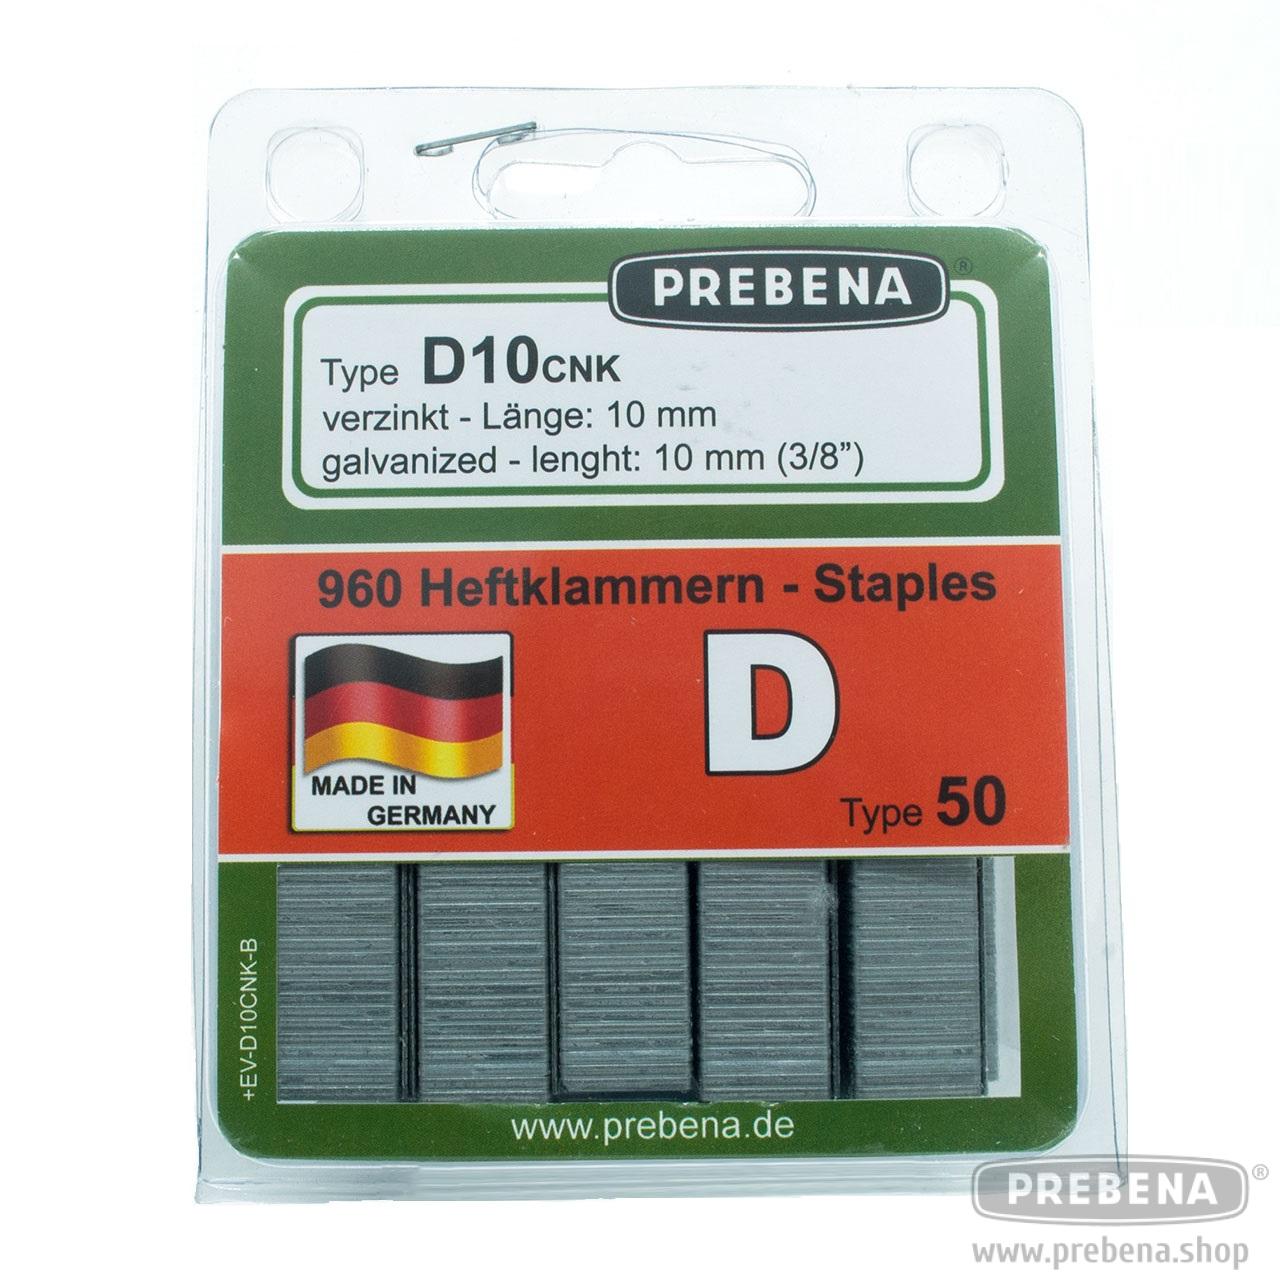 PREBENA ®
Type D10CNK
verzinkt - Länge: 10 mm
galvanized - lenght: 10 mm (3/8”)
960 Heftklammern - Staples
D
MADE IN
GERMANY
Type 50
+EV-D10CNK-B
www.prebena.de
PREBENA ®
www.prebena.shop